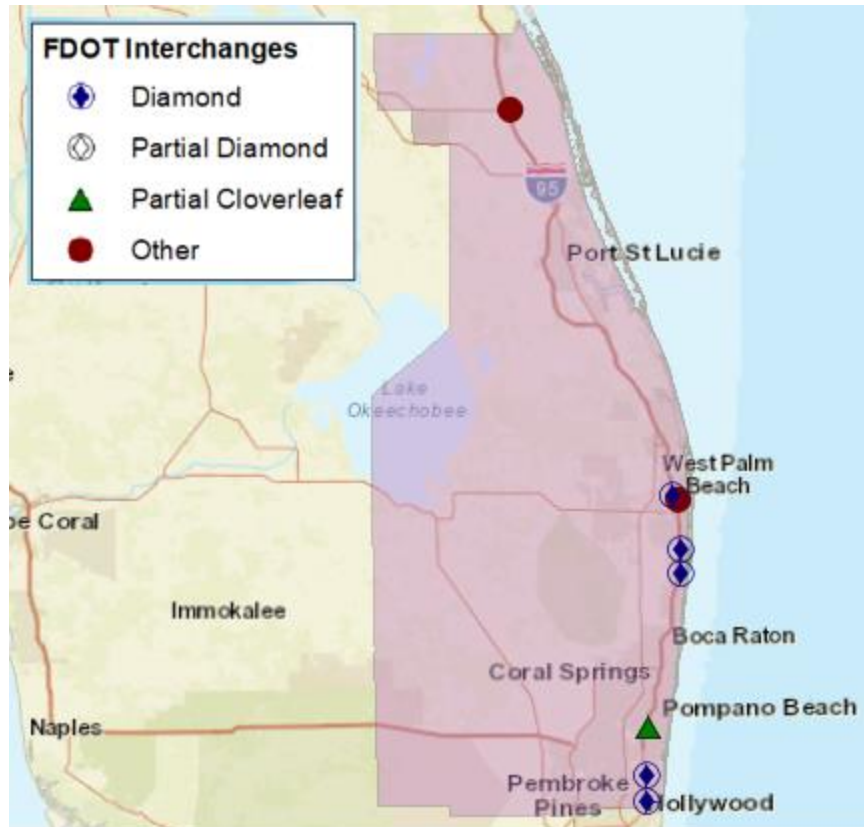 FDOT Interchanges
Diamond
Partial Diamond
Partial Cloverleaf
Other
95
Port St Lucie
Lake
Okeechobee
West Palm
Beach
Coral
Immokalee
Boca Raton
Coral Springs
Pompano Beach
Naples
Pembroke
Pines
Hollywood